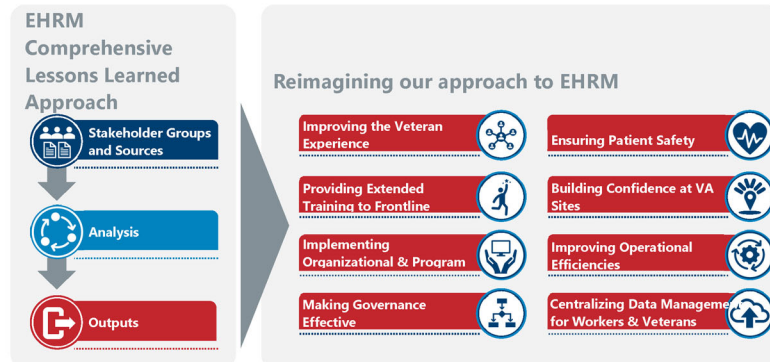 EHRM
Comprehensive
Lessons Learned
Approach
Stakeholder Groups
and Sources
Analysis
Outputs
Reimagining our approach to EHRM
Improving the Veteran
Experience
Providing Extended
Training to Frontline
Implementing
Organizational & Program
Making Governance
Effective
Ensuring Patient Safety
Building Confidence at VA
Sites
Improving Operational
Efficiencies
Centralizing Data Management
for Workers & Veterans